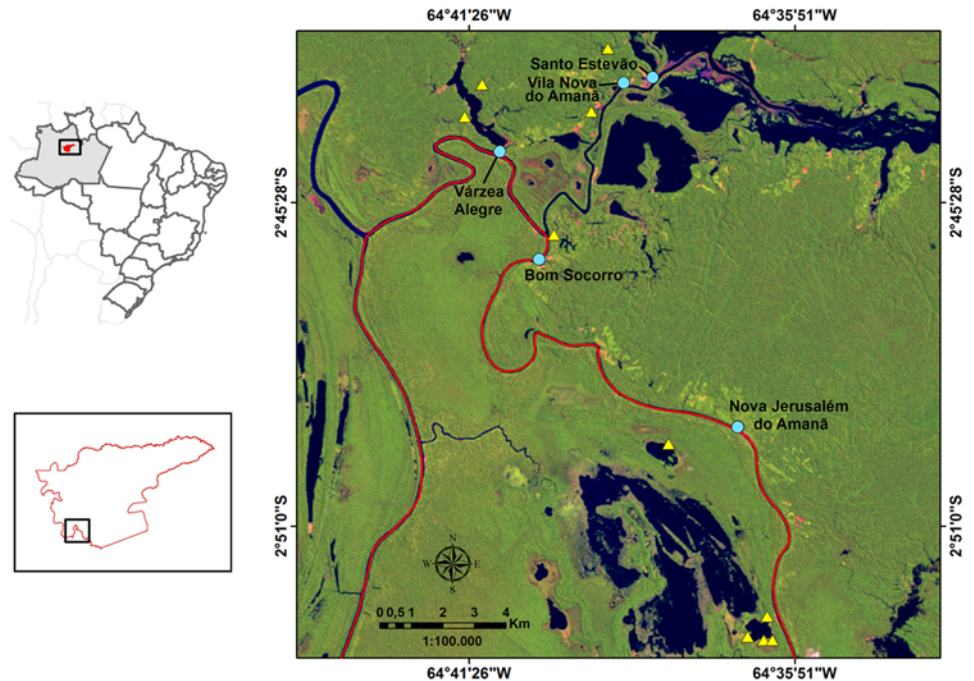 64°41'26"W
64°35'51"W
Santo Estevão
Vila Nova
do Amanã
Várzea
Alegre
2°45'28"S
2°45'28"S
Bom Socorro
Nova Jerusalém
do Amanã
2°51'0"S
2°51'0"S
N
W
E
S
0 0,5 1 2 3 4
Km
1:100.000
64°41'26"W
64°35'51"W